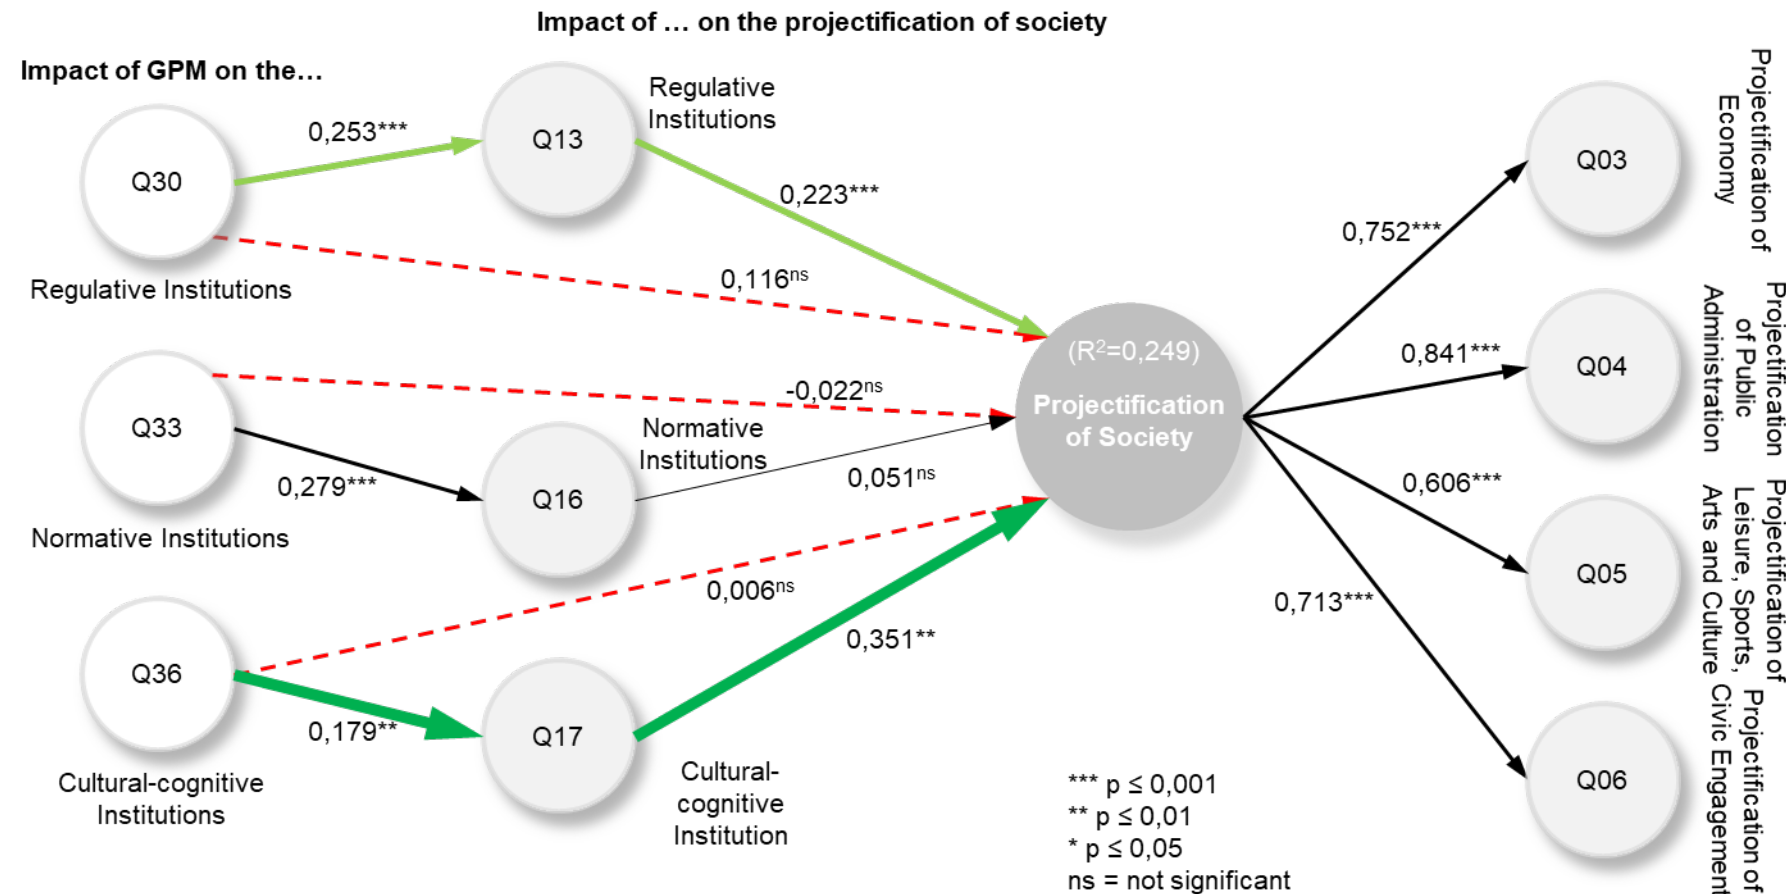 Impact of … on the projectification of society
Impact of GPM on the…
Q30
Regulative Institutions
0,253***
Q13
Regulative
Institutions
0,223***
0,116ns
Q33
Normative Institutions
-0,022ns
0,279***
Q16
Normative
Institutions
0,051ns
Q36
Cultural-cognitive
Institutions
0,006ns
0,179**
Q17
Cultural-
cognitive
Institution
0,351**
(R²=0,249)
Projectification
of Society
0,752***
Q03
Projectification of
Economy
0,841***
Q04
Projectification
of Public
Administration
0,606***
Q05
Projectification of
Leisure, Sports,
Arts and Culture
0,713***
Q06
Projectification of
Civic Engagement
*** p ≤ 0,001
** p ≤ 0,01
* p ≤ 0,05
ns = not significant